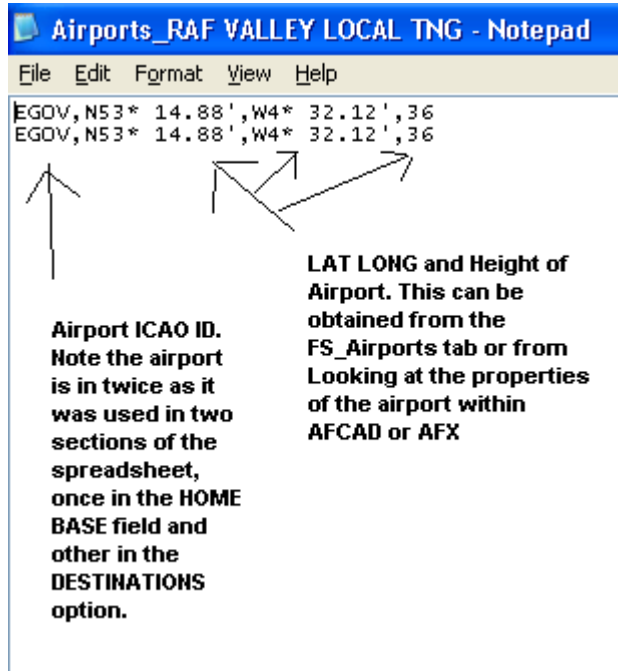 Airports_RAF VALLEY LOCAL TNG - Notepad
File Edit Format View Help
EGOV,N53* 14.88',W4* 32.12',36
EGOV,N53* 14.88',W4* 32.12',36
Airport ICAO ID.
Note the airport
is in twice as it
was used in two
sections of the
spreadsheet,
once in the HOME
BASE field and
other in the
DESTINATIONS
option.
LAT LONG and Height of
Airport. This can be
obtained from the
FS_Airports tab or from
Looking at the properties
of the airport within
AFCAD or AFX